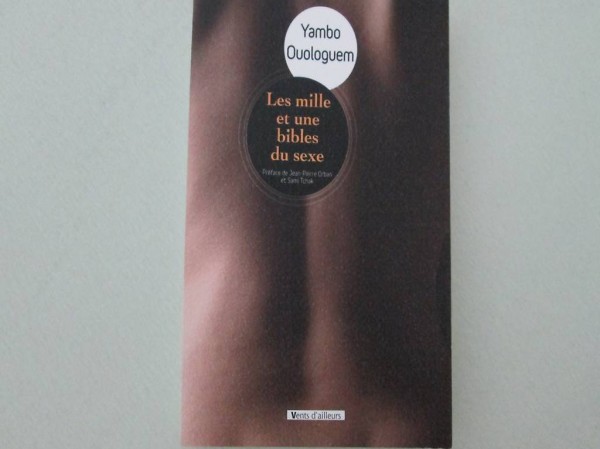 Yambo
Ouologuem
Les mille
et une
bibles
du sexe
Préface de Jean-Pierre Orban
et Sami Tchak
Vents d'ailleurs